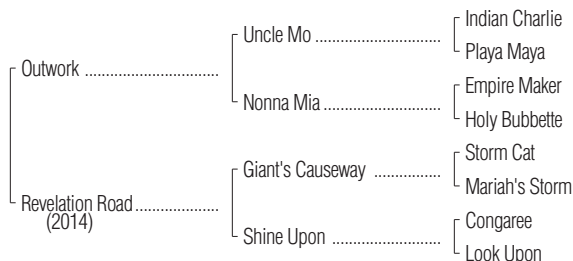 Indian Charlie
Uncle Mo ........................................
Playa Maya
Outwork ...........................................
Empire Maker
Nonna Mia .....................................
Holy Bubbette
Storm Cat
Giant's Causeway .....................
Mariah's Storm
Revelation Road ...........................
(2014)
Congaree
Shine Upon ....................................
Look Upon